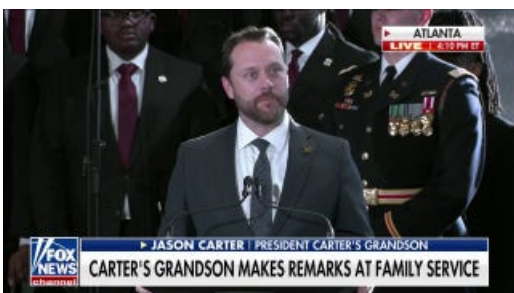 ATLANTA
LIVE 4:10 PM ET
JASON CARTER | PRESIDENT CARTER'S GRANDSON
FOX
NEWS
channel
CARTER'S GRANDSON MAKES REMARKS AT FAMILY SERVICE